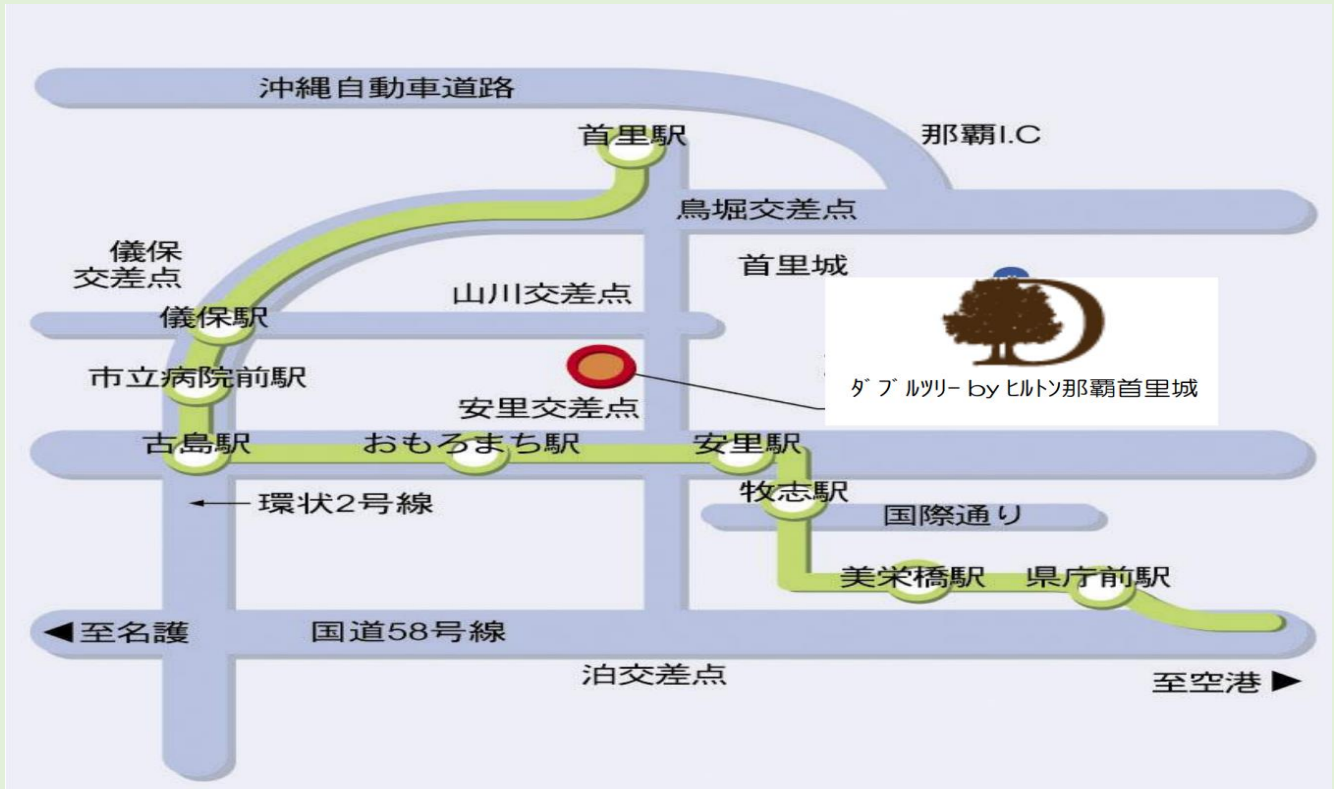 沖縄自動車道路
首里駅
那覇I.C
鳥堀交差点
儀保
交差点
首里城
山川交差点
儀保駅
市立病院前駅
ダブルツリー by ヒルトン那覇首里城
安里交差点
古島駅
おもろまち駅
安里駅
牧志駅
環状2号線
国際通り
美栄橋駅
県庁前駅
◀至名護
国道58号線
泊交差点
至空港▶